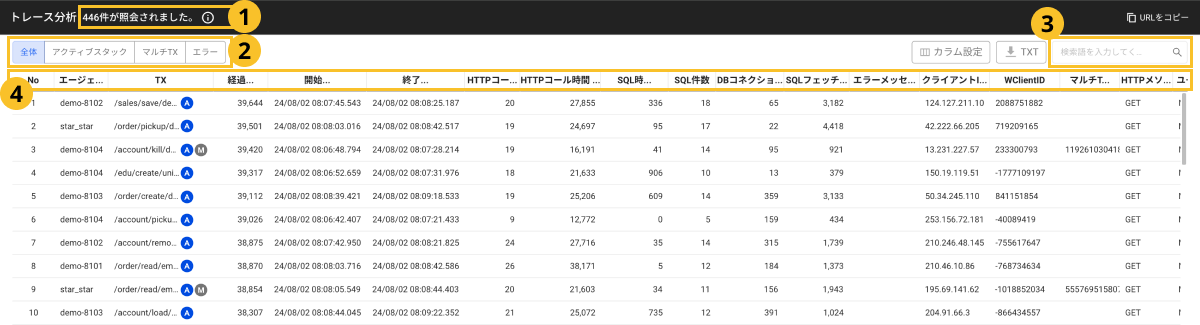 トレース分析 446件が照会されました。 1 URLをコピー
全体 アクティブスタック マルチTX エラー 2 カラム設定 TXT 検索語を入力してく... 3
4 No エージェ... TX 経過... 開始... 終了... HTTPコー... HTTPコール時間 ... SQL時... SQL件数 DBコネクショ... SQLフェッチ... エラーメッセ... クライアントI... WClientID マルチT... HTTPメソ... ユー
1 demo-8102 /sales/save/de... A 39,644 24/08/02 08:07:45.543 24/08/02 08:08:25.187 20 27,855 336 18 65 3,182 124.127.211.10 2088751882 GET
2 star_star /order/pickup/d... A 39,501 24/08/02 08:08:03.016 24/08/02 08:08:42.517 19 24,697 95 17 22 4,418 42.222.66.205 719209165 GET
3 demo-8104 /account/kill/d... A M 39,420 24/08/02 08:06:48.794 24/08/02 08:07:28.214 19 16,191 41 14 95 921 13.231.227.57 233300793 119261030418 GET
4 demo-8104 /edu/create/uni... A 39,317 24/08/02 08:06:52.659 24/08/02 08:07:31.976 18 21,633 906 10 13 379 150.19.119.51 -1777109197 GET
5 demo-8103 /order/create/d... A 39,112 24/08/02 08:08:39.421 24/08/02 08:09:18.533 19 25,206 609 14 359 3,133 50.34.245.110 841151854 GET
6 demo-8104 /account/picku... A 39,026 24/08/02 08:06:42.407 24/08/02 08:07:21.433 9 12,772 0 5 159 434 253.156.72.181 -40089419 GET
7 demo-8102 /account/remo... A 38,875 24/08/02 08:07:42.950 24/08/02 08:08:21.825 24 27,716 35 14 315 1,739 210.246.48.145 -755617647 GET
8 demo-8101 /order/read/em... A 38,870 24/08/02 08:08:03.716 24/08/02 08:08:42.586 26 38,171 5 12 184 1,373 210.46.10.86 -768734634 GET
9 star_star /order/read/em... A M 38,854 24/08/02 08:08:05.549 24/08/02 08:08:44.403 20 21,603 34 11 156 1,943 195.69.141.62 -1018852034 55576951580 GET
10 demo-8103 /account/load/... A 38,307 24/08/02 08:08:44.045 24/08/02 08:09:22.352 21 25,072 735 12 391 1,024 204.91.66.3 -866434557 GET